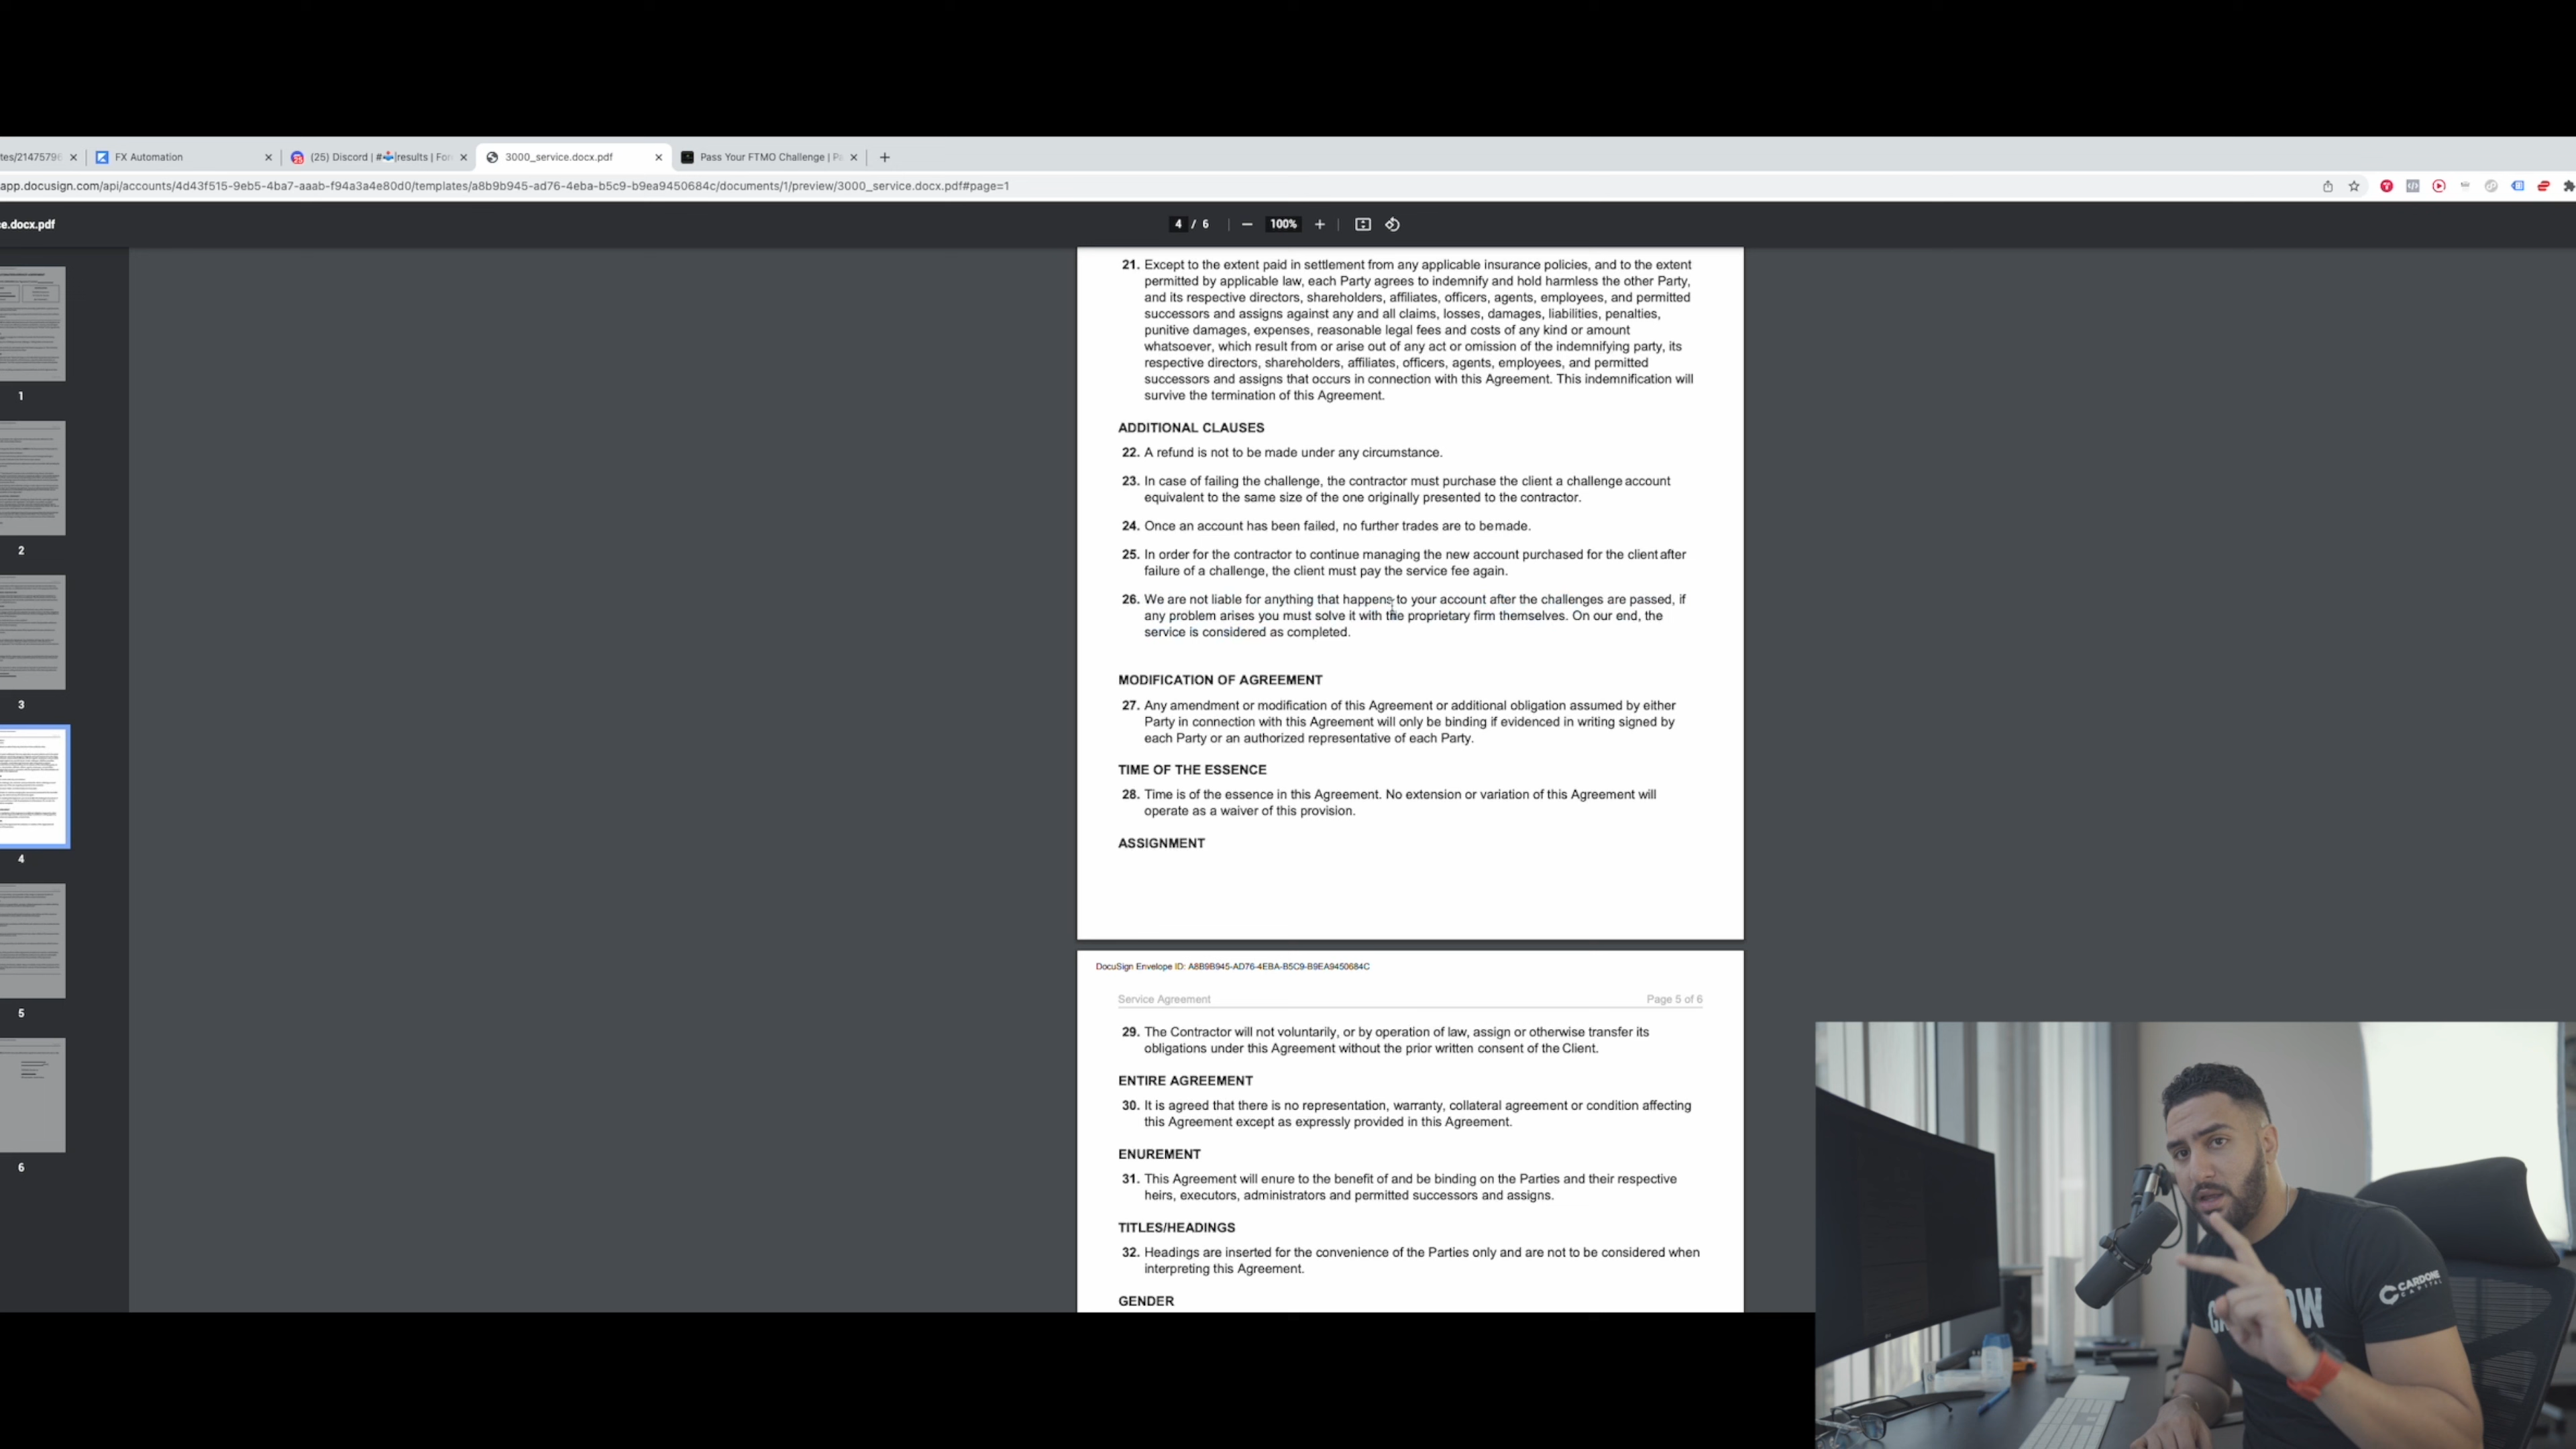 tes/21475796
FX Automation
(25) Discord | #|results | For
3000_service.docx.pdf
Pass Your FTMO Challenge | Pa
app.docusign.com/api/accounts/4d43f515-9eb5-4ba7-aaab-f94a3a4e80d0/templates/a8b9b945-ad76-4eba-b5c9-b9ea9450684c/documents/1/preview/3000_service.docx.pdf#page=1
e.docx.pdf
4 / 6
100%
1
2
3
4
5
6
21. Except to the extent paid in settlement from any applicable insurance policies, and to the extent
permitted by applicable law, each Party agrees to indemnify and hold harmless the other Party,
and its respective directors, shareholders, affiliates, officers, agents, employees, and permitted
successors and assigns against any and all claims, losses, damages, liabilities, penalties,
punitive damages, expenses, reasonable legal fees and costs of any kind or amount
whatsoever, which result from or arise out of any act or omission of the indemnifying party, its
respective directors, shareholders, affiliates, officers, agents, employees, and permitted
successors and assigns that occurs in connection with this Agreement. This indemnification will
survive the termination of this Agreement.
ADDITIONAL CLAUSES
22. A refund is not to be made under any circumstance.
23. In case of failing the challenge, the contractor must purchase the client a challenge account
equivalent to the same size of the one originally presented to the contractor.
24. Once an account has been failed, no further trades are to be made.
25. In order for the contractor to continue managing the new account purchased for the client after
failure of a challenge, the client must pay the service fee again.
26. We are not liable for anything that happens to your account after the challenges are passed, if
any problem arises you must solve it with the proprietary firm themselves. On our end, the
service is considered as completed.
MODIFICATION OF AGREEMENT
27. Any amendment or modification of this Agreement or additional obligation assumed by either
Party in connection with this Agreement will only be binding if evidenced in writing signed by
each Party or an authorized representative of each Party.
TIME OF THE ESSENCE
28. Time is of the essence in this Agreement. No extension or variation of this Agreement will
operate as a waiver of this provision.
ASSIGNMENT
DocuSign Envelope ID: A8B9B945-AD76-4EBA-B5C9-B9EA9450684C
Service Agreement
Page 5 of 6
29. The Contractor will not voluntarily, or by operation of law, assign or otherwise transfer its
obligations under this Agreement without the prior written consent of the Client.
ENTIRE AGREEMENT
30. It is agreed that there is no representation, warranty, collateral agreement or condition affecting
this Agreement except as expressly provided in this Agreement.
ENUREMENT
31. This Agreement will enure to the benefit of and be binding on the Parties and their respective
heirs, executors, administrators and permitted successors and assigns.
TITLES/HEADINGS
32. Headings are inserted for the convenience of the Parties only and are not to be considered when
interpreting this Agreement.
GENDER
CARDONE
CAPITAL